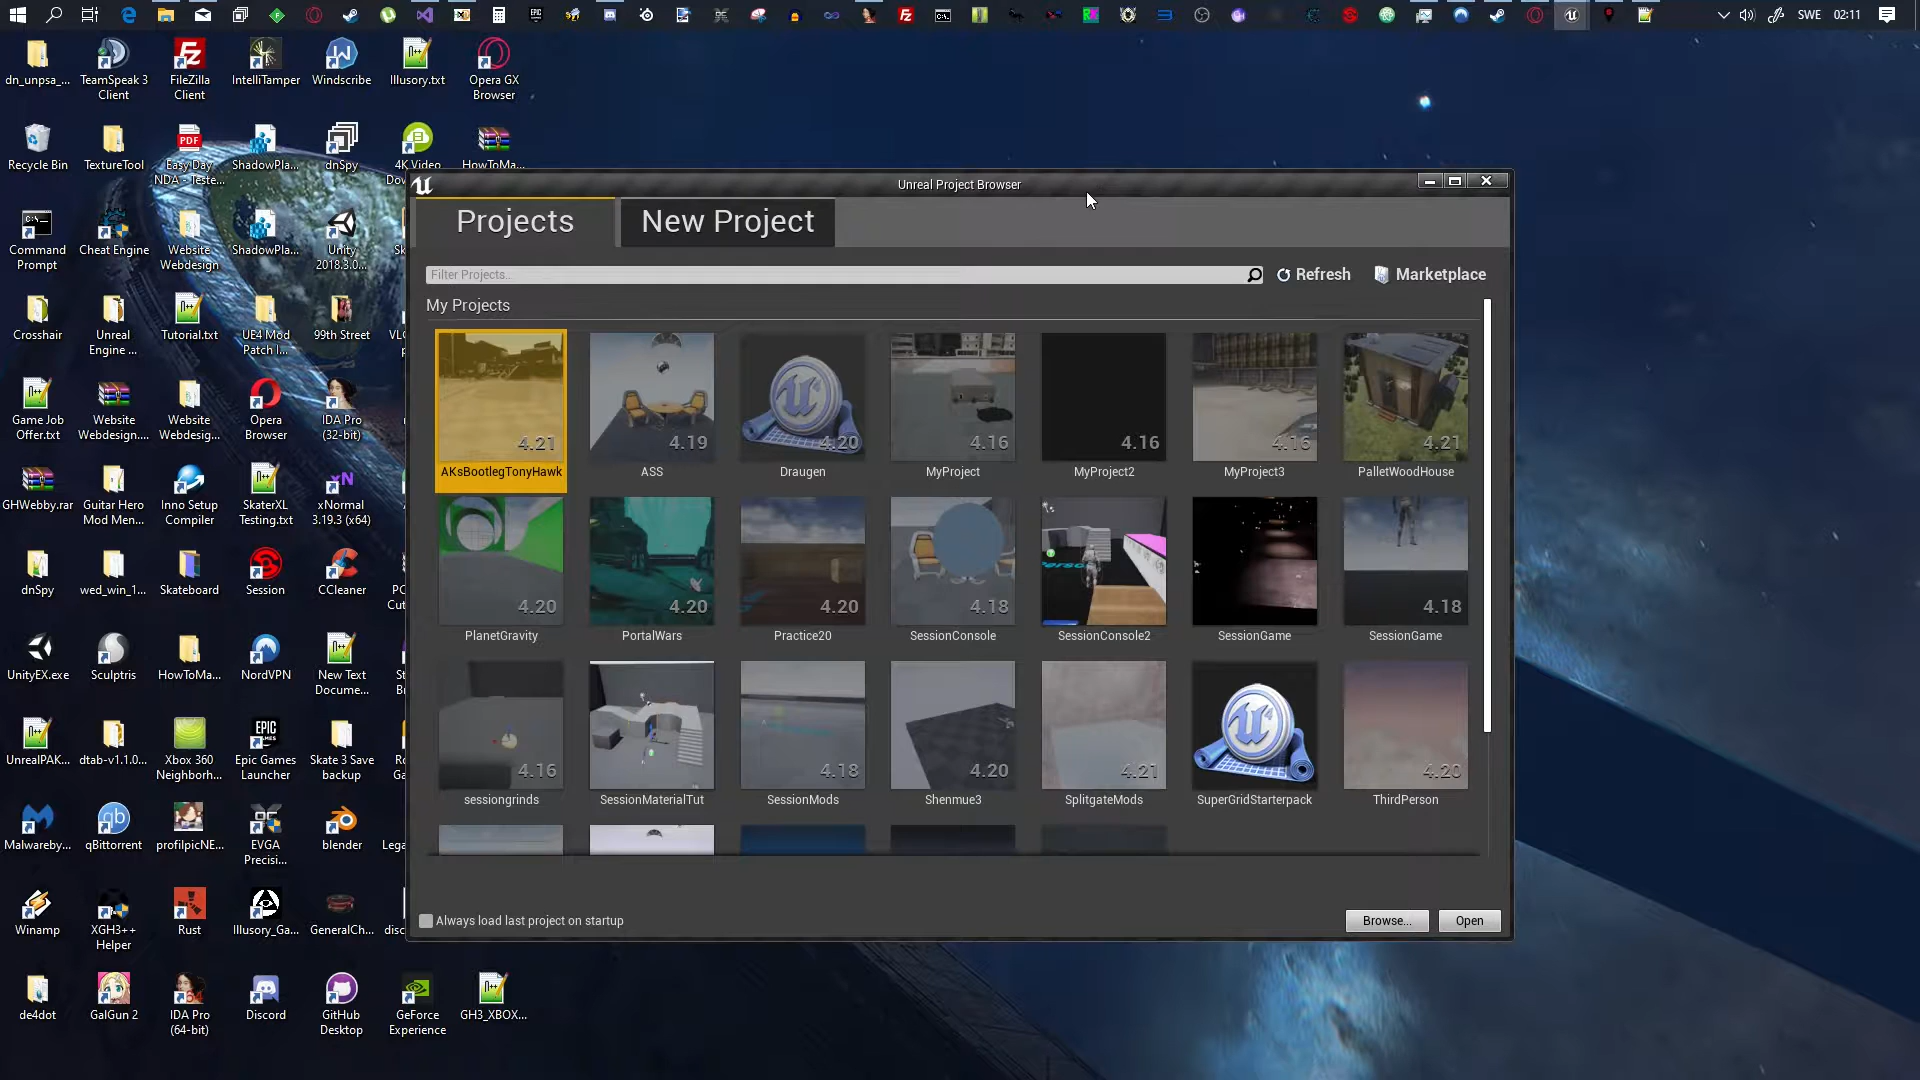 SWE 02:11
dn_unpsa_...
TeamSpeak 3
Client
FileZilla
Client
IntelliTamper
Windscribe
Illusory.txt
Opera GX
Browser
Recycle Bin
TextureTool
Easy Day
NDA - Teste...
ShadowPla...
dnSpy
4K Video
HowToMa...
Command
Prompt
Cheat Engine
Website
Webdesign
ShadowPla...
Unity
2018.3.0...
Crosshair
Unreal
Engine ...
Tutorial.txt
UE4 Mod
Patch I...
99th Street
Game Job
Offer.txt
Website
Webdesign....
Website
Webdesig...
Opera
Browser
IDA Pro
(32-bit)
GHWebby.rar
Guitar Hero
Mod Men...
Inno Setup
Compiler
SkaterXL
Testing.txt
xNormal
3.19.3 (x64)
dnSpy
wed_win_1...
Skateboard
Session
CCleaner
UnityEX.exe
Sculptris
HowToMa...
NordVPN
New Text
Docume...
UnrealPAK...
dtab-v1.1.0...
Xbox 360
Neighborh...
Epic Games
Launcher
Skate 3 Save
backup
Malwareby...
qBittorrent
profilpicNE...
EVGA
Precisi...
blender
Winamp
XGH3++
Helper
Rust
Illusory_Ga...
GeneralCh...
de4dot
GalGun 2
IDA Pro
(64-bit)
Discord
GitHub
Desktop
GeForce
Experience
GH3_XBOX...
Unreal Project Browser
Projects
New Project
Filter Projects...
Refresh
Marketplace
My Projects
4.21 4.19 4.20 4.16 4.16 4.16 4.21
AKsBootlegTonyHawk ASS Draugen MyProject MyProject2 MyProject3 PalletWoodHouse
4.20 4.20 4.20 4.18 4.18
PlanetGravity PortalWars Practice20 SessionConsole SessionConsole2 SessionGame SessionGame
4.16 4.18 4.20 4.21 4.20
sessiongrinds SessionMaterialTut SessionMods Shenmue3 SplitgateMods SuperGridStarterpack ThirdPerson
Always load last project on startup
Browse...
Open